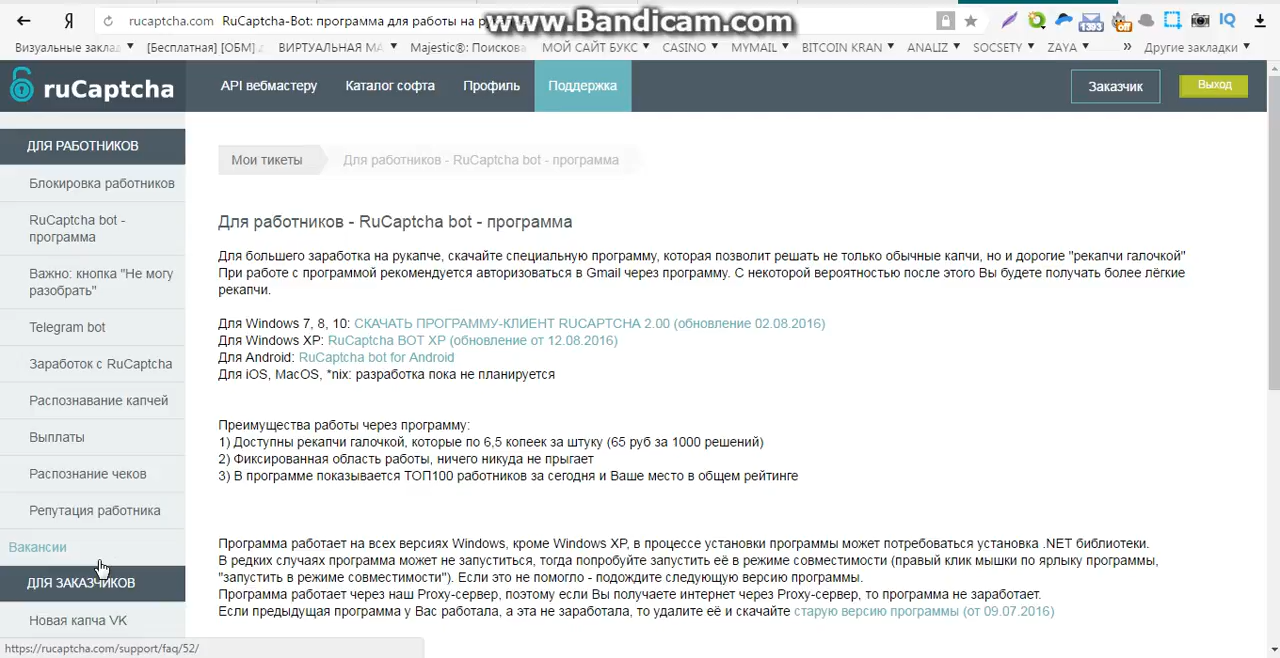 Я rucaptcha.com RuCaptcha-Bot: программа для работы на р
www.Bandicam.com
1393
off
IQ
Визуальные заклад
[Бесплатная] [ОБМ]
ВИРТУАЛЬНАЯ МА
Majestic®: Поискова
МОЙ САЙТ БУКС
CASINO
MYMAIL
BITCOIN KRAN
ANALIZ
SOCSETY
ZAYA
» Другие закладки
ruCaptcha
API вебмастеру
Каталог софта
Профиль
Поддержка
Заказчик
Выход
ДЛЯ РАБОТНИКОВ
Блокировка работников
RuCaptcha bot -
программа
Важно: кнопка "Не могу
разобрать"
Telegram bot
Заработок с RuCaptcha
Распознавание капчей
Выплаты
Распознание чеков
Репутация работника
Вакансии
ДЛЯ ЗАКАЗЧИКОВ
Новая капча VK
Мои тикеты
Для работников - RuCaptcha bot - программа
Для работников - RuCaptcha bot - программа
Для большего заработка на рукапче, скачайте специальную программу, которая позволит решать не только обычные капчи, но и дорогие "рекапчи галочкой"
При работе с программой рекомендуется авторизоваться в Gmail через программу. С некоторой вероятностью после этого Вы будете получать более лёгкие
рекапчи.
Для Windows 7, 8, 10: СКАЧАТЬ ПРОГРАММУ-КЛИЕНТ RUCAPTCHA 2.00 (обновление 02.08.2016)
Для Windows XP: RuCaptcha BOT XP (обновление от 12.08.2016)
Для Android: RuCaptcha bot for Android
Для iOS, MacOS, *nix: разработка пока не планируется
Преимущества работы через программу:
1) Доступны рекапчи галочкой, которые по 6,5 копеек за штуку (65 руб за 1000 решений)
2) Фиксированная область работы, ничего никуда не прыгает
3) В программе показывается ТОП100 работников за сегодня и Ваше место в общем рейтинге
Программа работает на всех версиях Windows, кроме Windows XP, в процессе установки программы может потребоваться установка .NET библиотеки.
В редких случаях программа может не запуститься, тогда попробуйте запустить её в режиме совместимости (правый клик мышки по ярлыку программы,
"запустить в режиме совместимости"). Если это не помогло - подождите следующую версию программы.
Программа работает через наш Proxy-сервер, поэтому если Вы получаете интернет через Proxy-сервер, то программа не заработает.
Если предыдущая программа у Вас работала, а эта не заработала, то удалите её и скачайте старую версию программы (от 09.07.2016)
https://rucaptcha.com/support/faq/52/